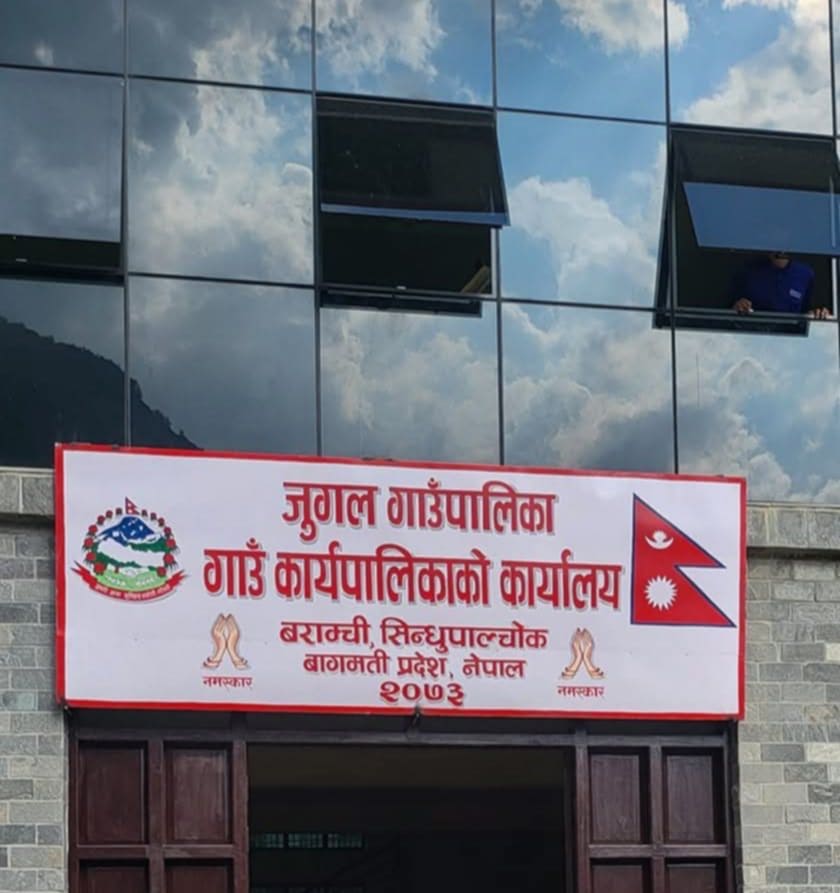 जुगल गाउँपालिका
गाउँ कार्यपालिकाको कार्यालय
बराम्ची, सिन्धुपाल्चोक
बागमती प्रदेश, नेपाल
२०७३
नमस्कार
नमस्कार